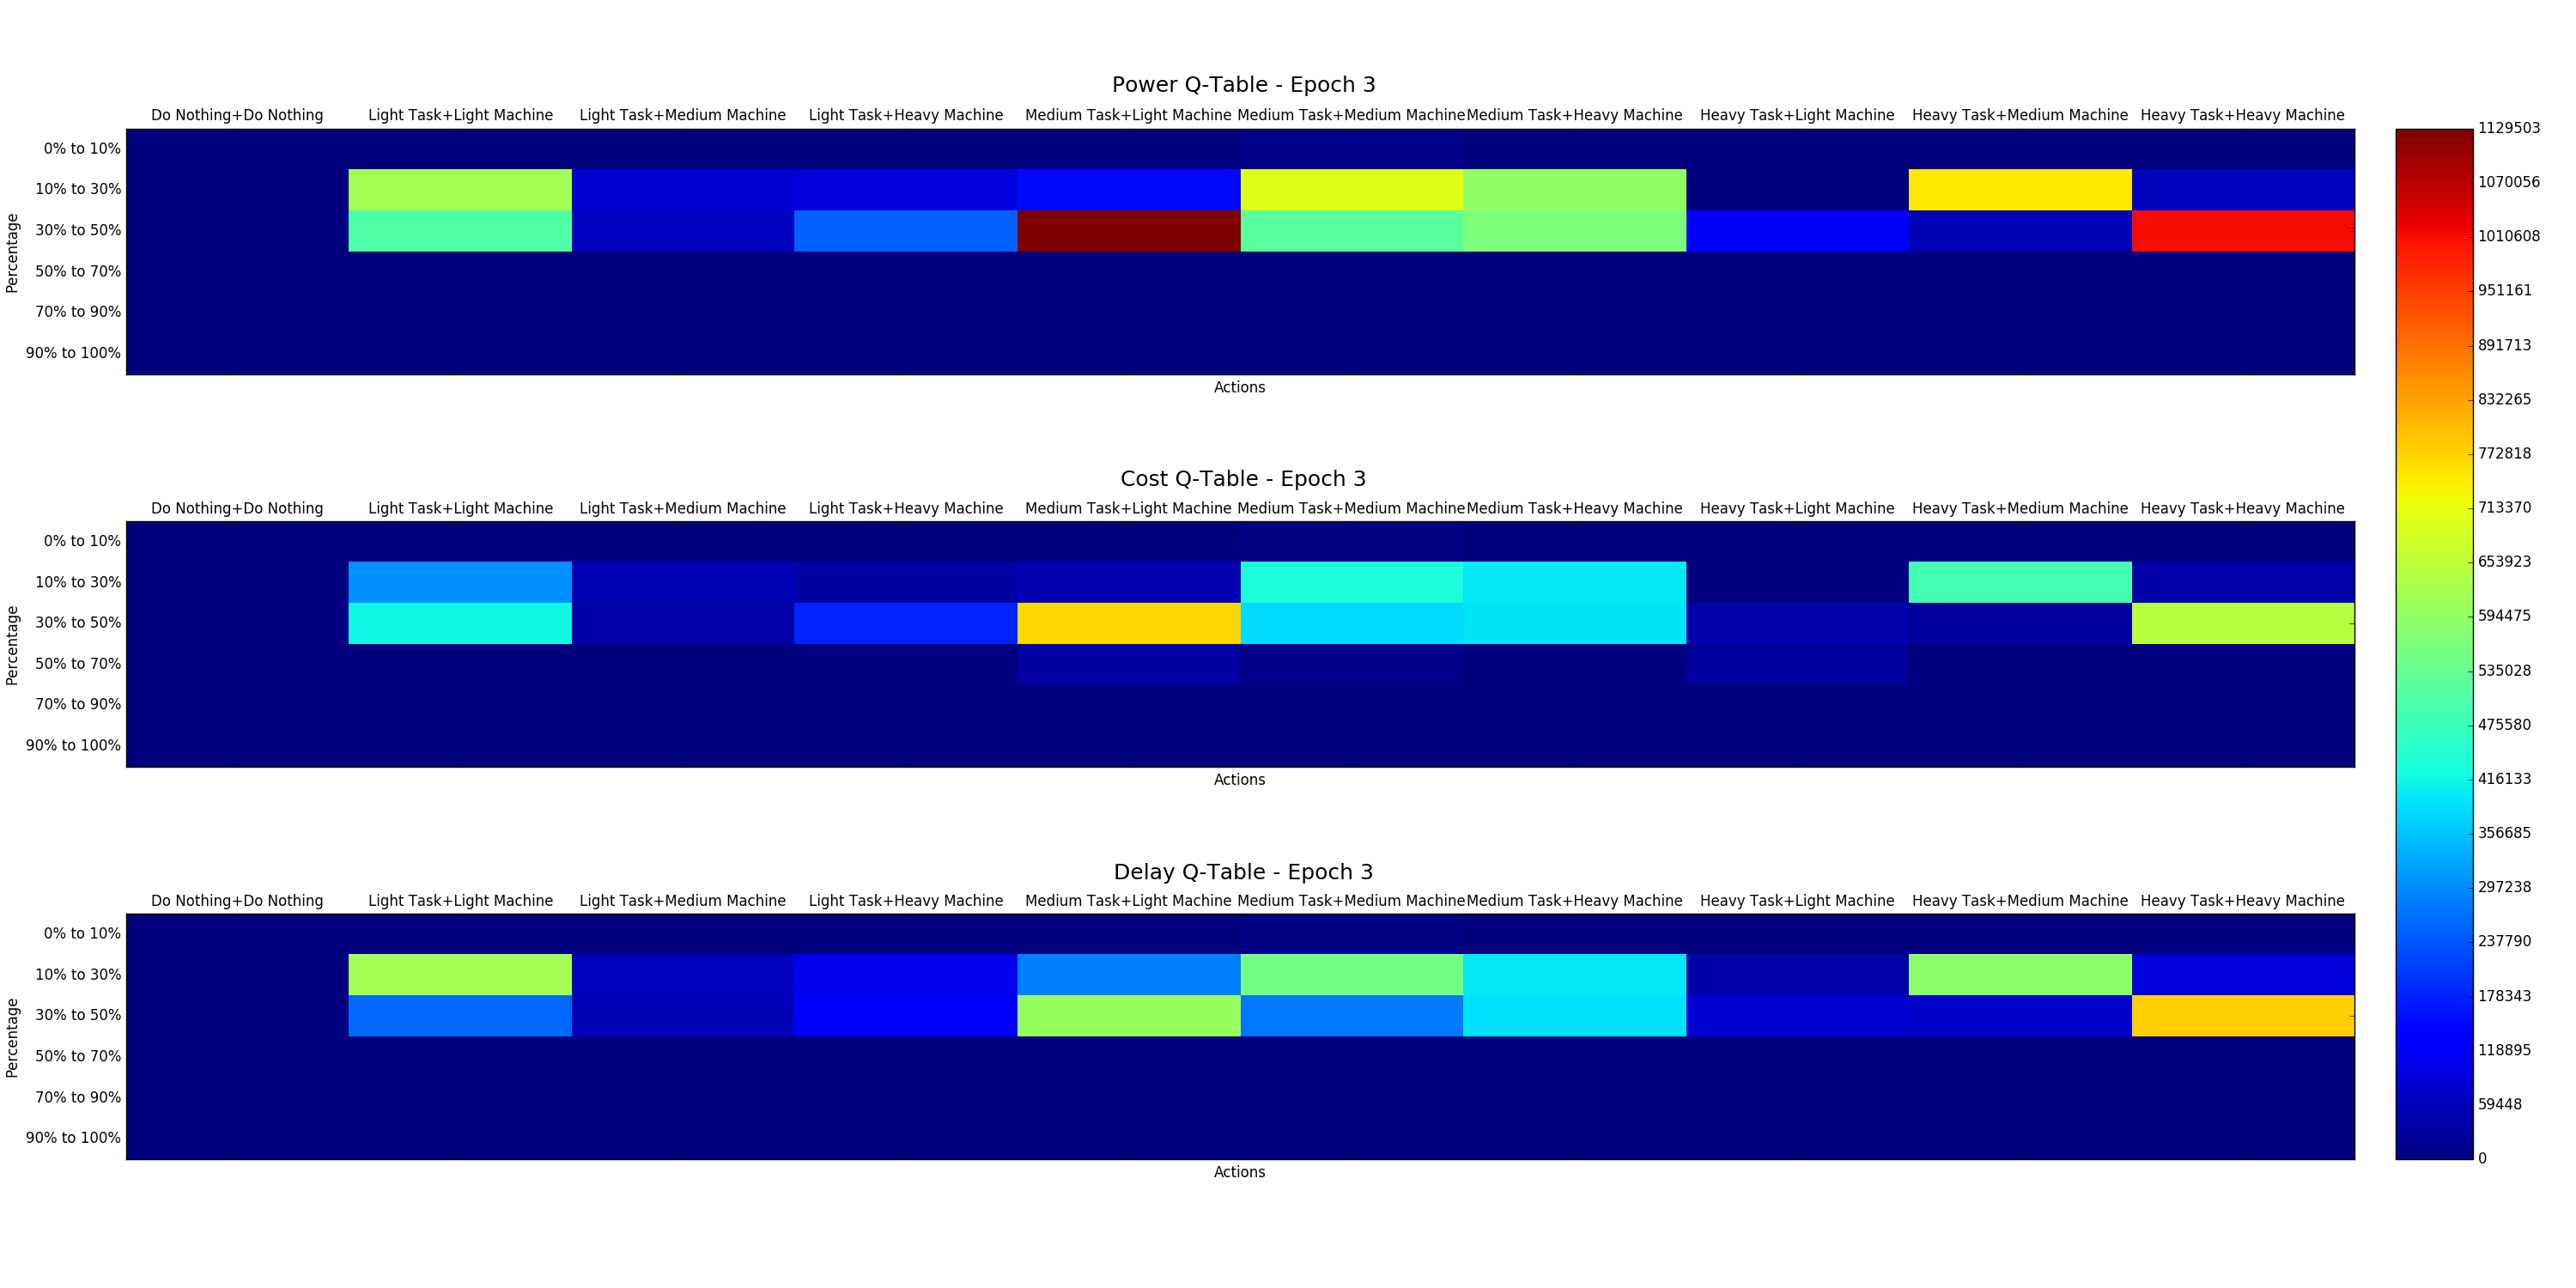 Power Q-Table - Epoch 3
Do Nothing+Do Nothing Light Task+Light Machine Light Task+Medium Machine Light Task+Heavy Machine Medium Task+Light Machine Medium Task+Medium Machine Medium Task+Heavy Machine Heavy Task+Light Machine Heavy Task+Medium Machine Heavy Task+Heavy Machine
Percentage
0% to 10%
10% to 30%
30% to 50%
50% to 70%
70% to 90%
90% to 100%
Actions
Cost Q-Table - Epoch 3
Do Nothing+Do Nothing Light Task+Light Machine Light Task+Medium Machine Light Task+Heavy Machine Medium Task+Light Machine Medium Task+Medium Machine Medium Task+Heavy Machine Heavy Task+Light Machine Heavy Task+Medium Machine Heavy Task+Heavy Machine
Percentage
0% to 10%
10% to 30%
30% to 50%
50% to 70%
70% to 90%
90% to 100%
Actions
Delay Q-Table - Epoch 3
Do Nothing+Do Nothing Light Task+Light Machine Light Task+Medium Machine Light Task+Heavy Machine Medium Task+Light Machine Medium Task+Medium Machine Medium Task+Heavy Machine Heavy Task+Light Machine Heavy Task+Medium Machine Heavy Task+Heavy Machine
Percentage
0% to 10%
10% to 30%
30% to 50%
50% to 70%
70% to 90%
90% to 100%
Actions
1129503
1070056
1010608
951161
891713
832265
772818
713370
653923
594475
535028
475580
416133
356685
297238
237790
178343
118895
59448
0